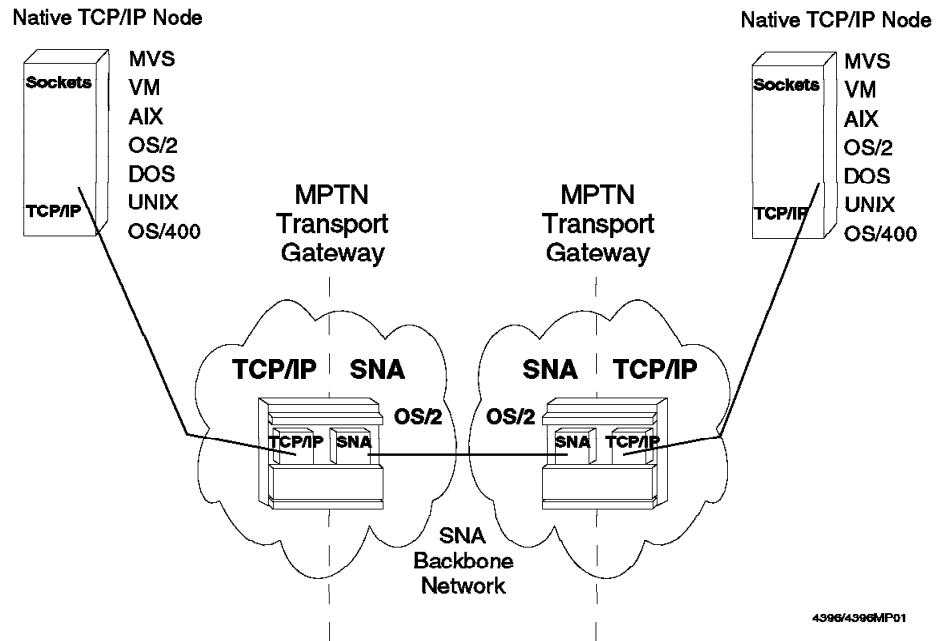 Native TCP/IP Node
Sockets
TCP/IP
MVS
VM
AIX
OS/2
DOS
UNIX
OS/400
Native TCP/IP Node
Sockets
TCP/IP
MVS
VM
AIX
OS/2
DOS
UNIX
OS/400
MPTN
Transport
Gateway
MPTN
Transport
Gateway
TCP/IP SNA
OS/2
TCP/IP SNA
SNA TCP/IP
OS/2
SNA TCP/IP
SNA
Backbone
Network
4396/4396MP01